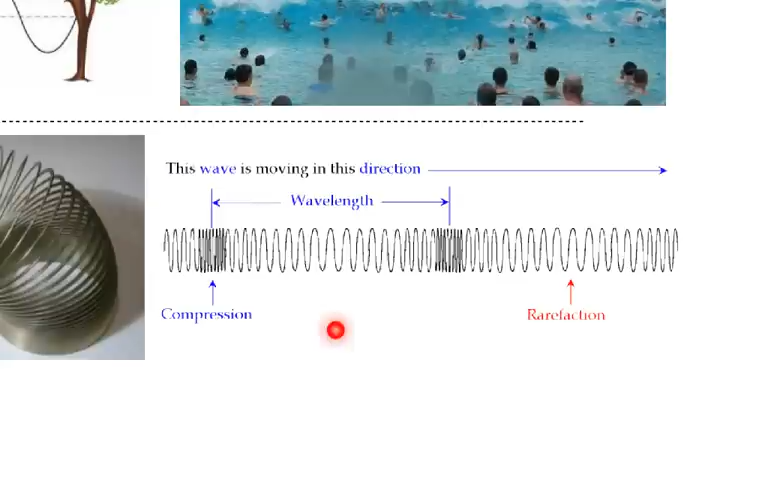 This wave is moving in this direction
Wavelength
Compression
Rarefaction